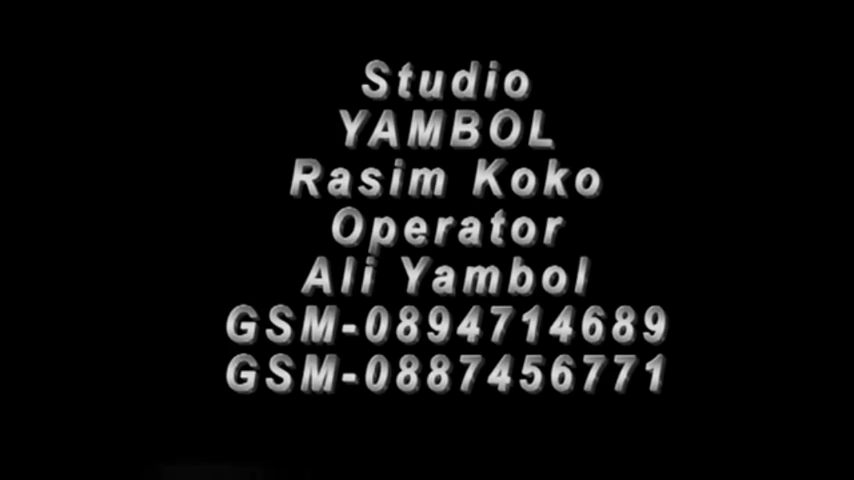 Studio
YAMBOL
Rasim Koko
Operator
Ali Yambol
GSM-0894714689
GSM-0887456771